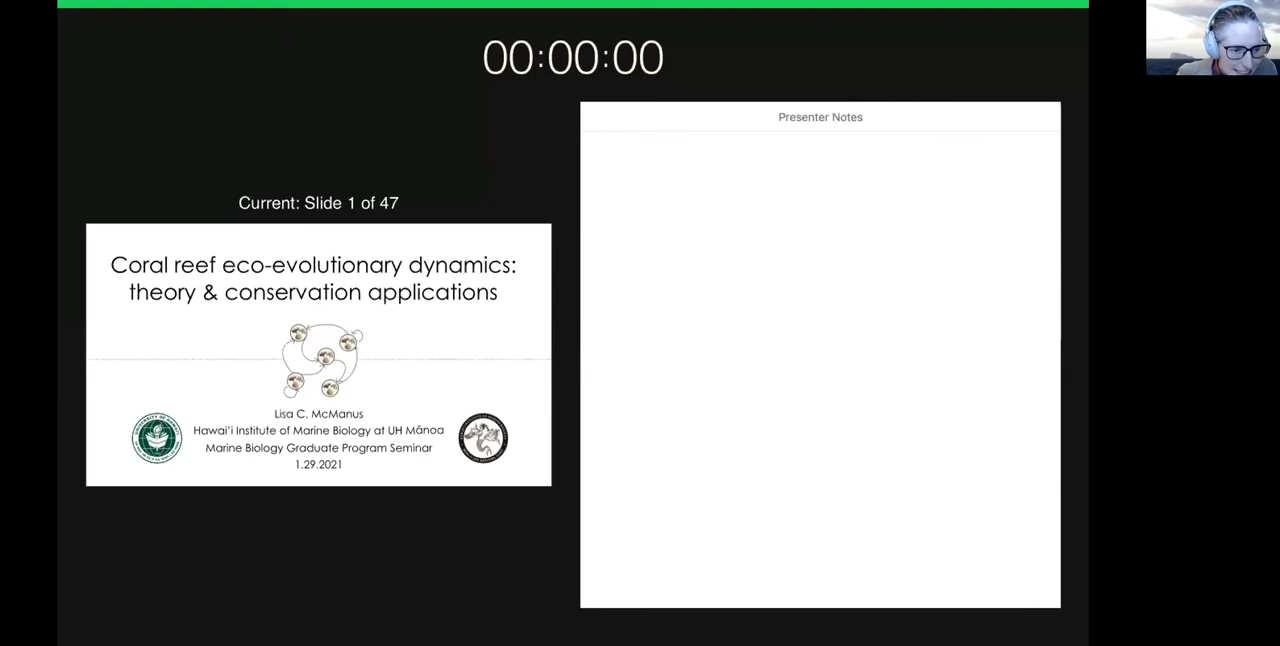 00:00:00
Presenter Notes
Current: Slide 1 of 47
Coral reef eco-evolutionary dynamics:
theory & conservation applications
Lisa C. McManus
Hawai'i Institute of Marine Biology at UH Mānoa
Marine Biology Graduate Program Seminar
1.29.2021